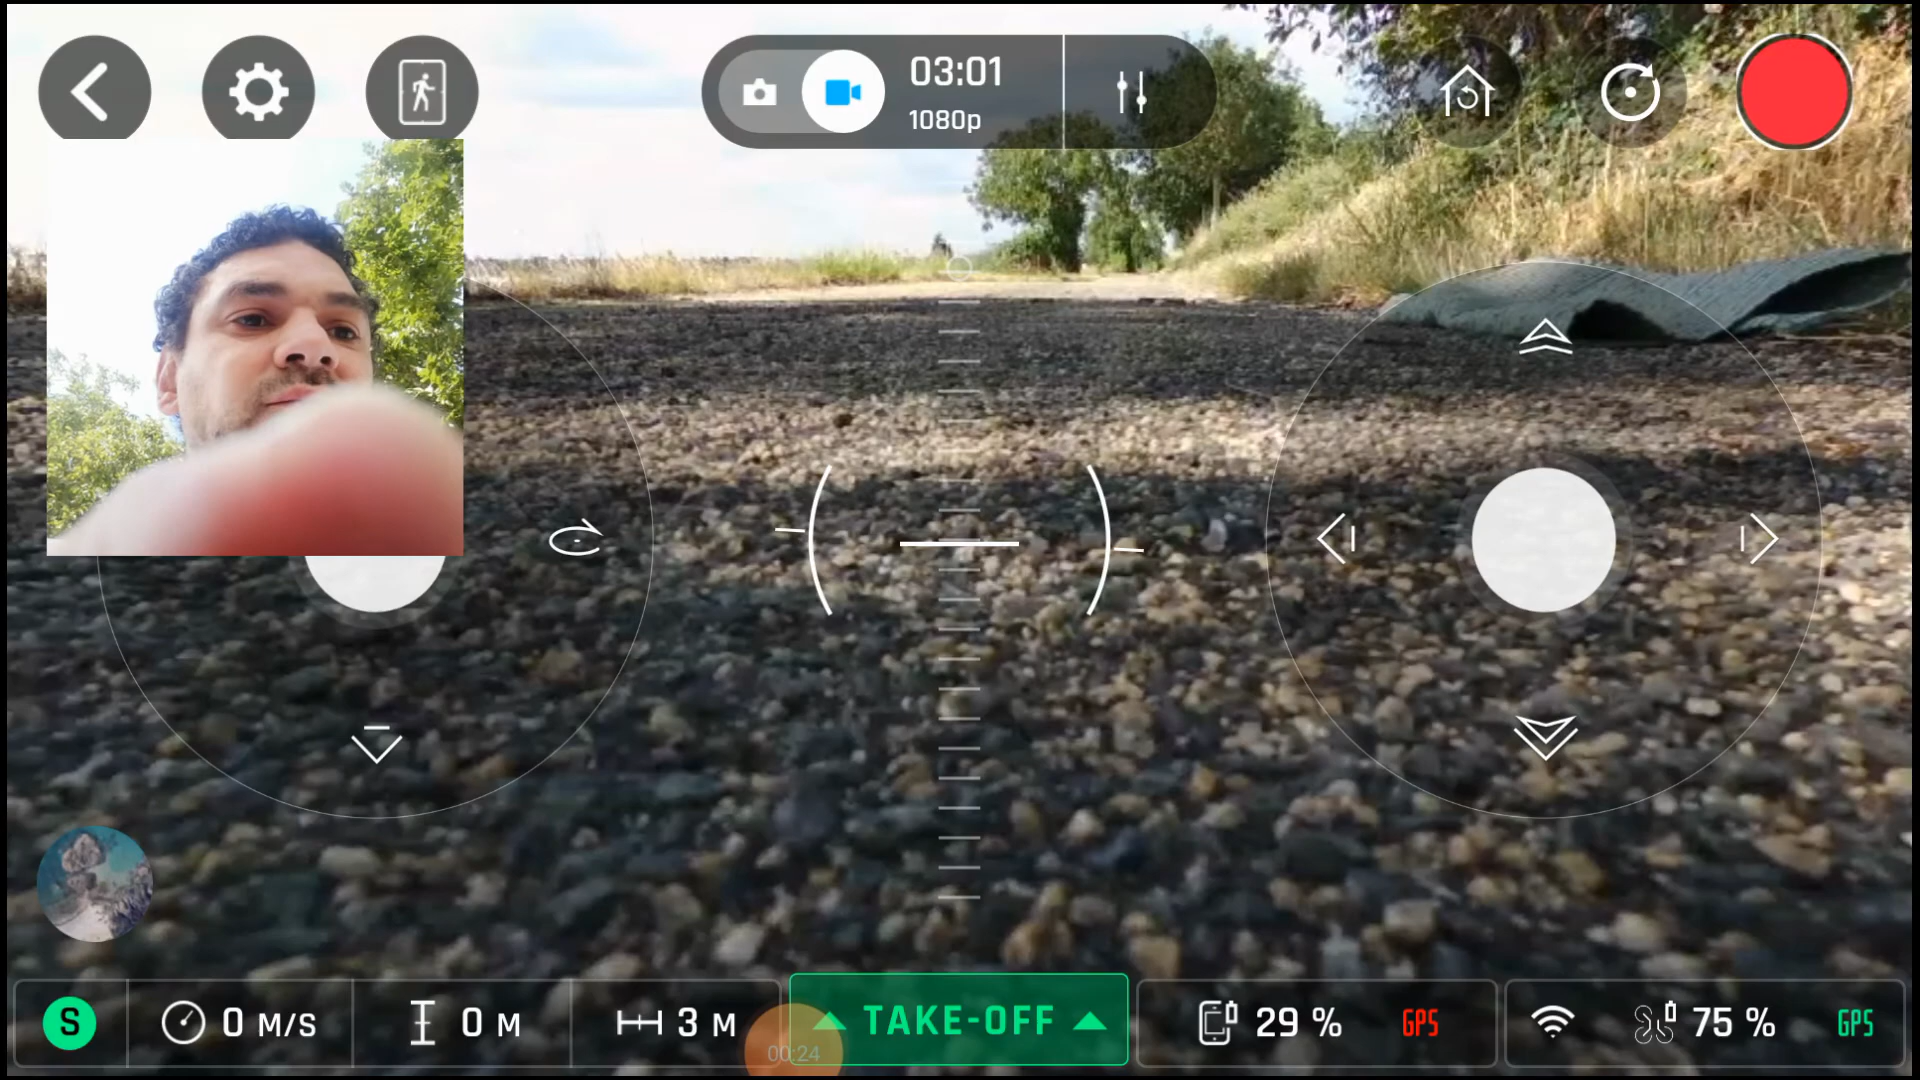 03:01
1080p
S
0 M/S
0 M
3 M
00:24
TAKE-OFF
29 %
GPS
75 %
GPS